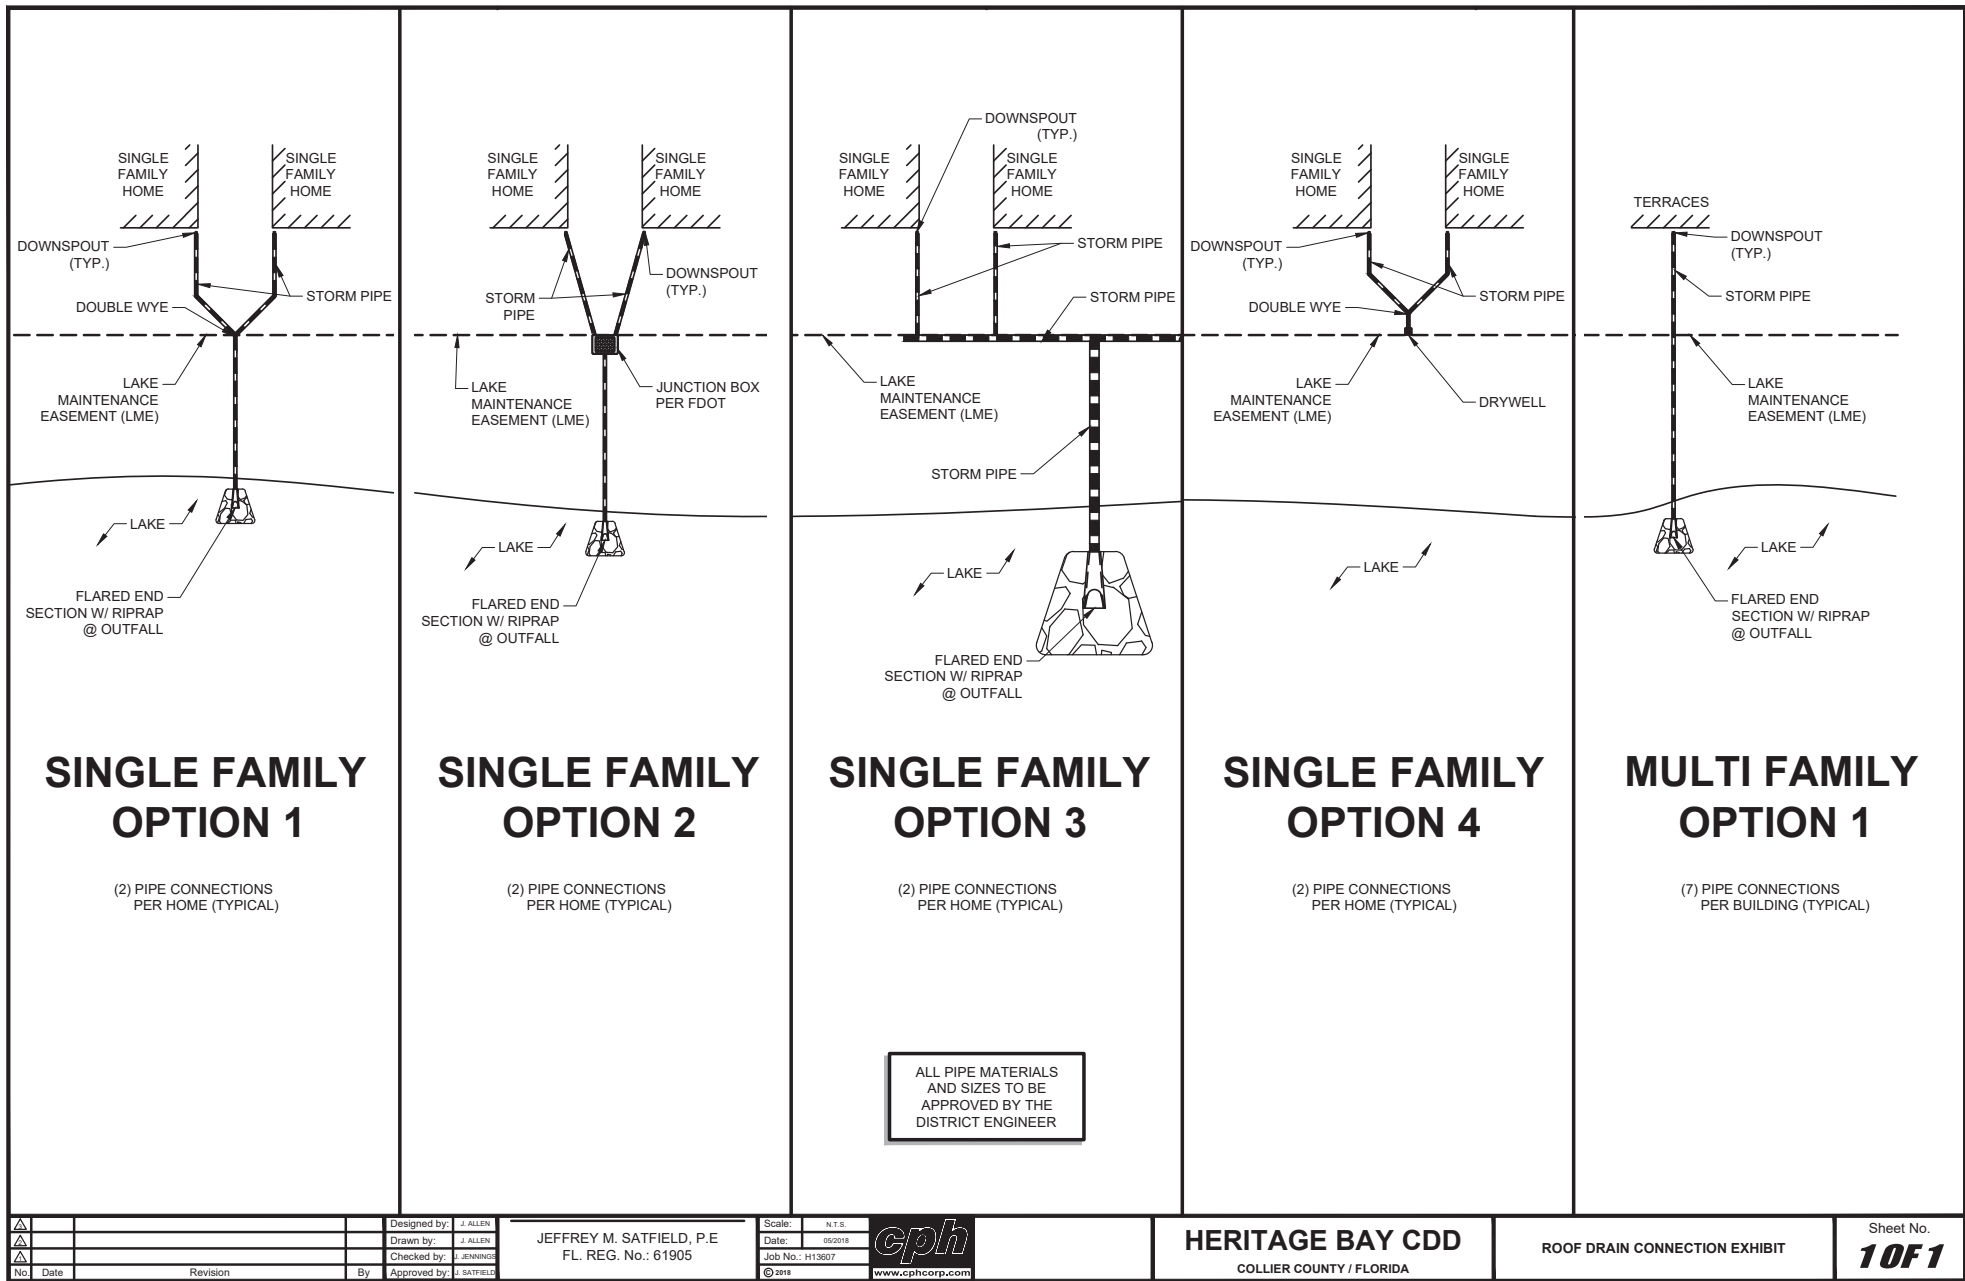 SINGLE
FAMILY
HOME
SINGLE
FAMILY
HOME
DOWNSPOUT
(TYP.)
STORM PIPE
DOUBLE WYE
LAKE
MAINTENANCE
EASEMENT (LME)
LAKE
FLARED END
SECTION W/ RIPRAP
@ OUTFALL
SINGLE FAMILY
OPTION 1
(2) PIPE CONNECTIONS
PER HOME (TYPICAL)
SINGLE
FAMILY
HOME
SINGLE
FAMILY
HOME
DOWNSPOUT
(TYP.)
STORM
PIPE
LAKE
MAINTENANCE
EASEMENT (LME)
JUNCTION BOX
PER FDOT
LAKE
FLARED END
SECTION W/ RIPRAP
@ OUTFALL
SINGLE FAMILY
OPTION 2
(2) PIPE CONNECTIONS
PER HOME (TYPICAL)
DOWNSPOUT
(TYP.)
SINGLE
FAMILY
HOME
SINGLE
FAMILY
HOME
STORM PIPE
STORM PIPE
LAKE
MAINTENANCE
EASEMENT (LME)
STORM PIPE
LAKE
FLARED END
SECTION W/ RIPRAP
@ OUTFALL
SINGLE FAMILY
OPTION 3
(2) PIPE CONNECTIONS
PER HOME (TYPICAL)
ALL PIPE MATERIALS
AND SIZES TO BE
APPROVED BY THE
DISTRICT ENGINEER
SINGLE
FAMILY
HOME
SINGLE
FAMILY
HOME
DOWNSPOUT
(TYP.)
STORM PIPE
DOUBLE WYE
LAKE
MAINTENANCE
EASEMENT (LME)
DRYWELL
LAKE
SINGLE FAMILY
OPTION 4
(2) PIPE CONNECTIONS
PER HOME (TYPICAL)
TERRACES
DOWNSPOUT
(TYP.)
STORM PIPE
LAKE
MAINTENANCE
EASEMENT (LME)
LAKE
FLARED END
SECTION W/ RIPRAP
@ OUTFALL
MULTI FAMILY
OPTION 1
(7) PIPE CONNECTIONS
PER BUILDING (TYPICAL)
No. Date Revision By
Designed by: J. ALLEN
Drawn by: J. ALLEN
Checked by: J. JENNINGS
Approved by: J. SATFIELD
JEFFREY M. SATFIELD, P.E
FL. REG. No.: 61905
Scale: N.T.S.
Date: 05/2018
Job No.: H13607
© 2018
cph
www.cphcorp.com
HERITAGE BAY CDD
COLLIER COUNTY / FLORIDA
ROOF DRAIN CONNECTION EXHIBIT
Sheet No.
1 OF 1